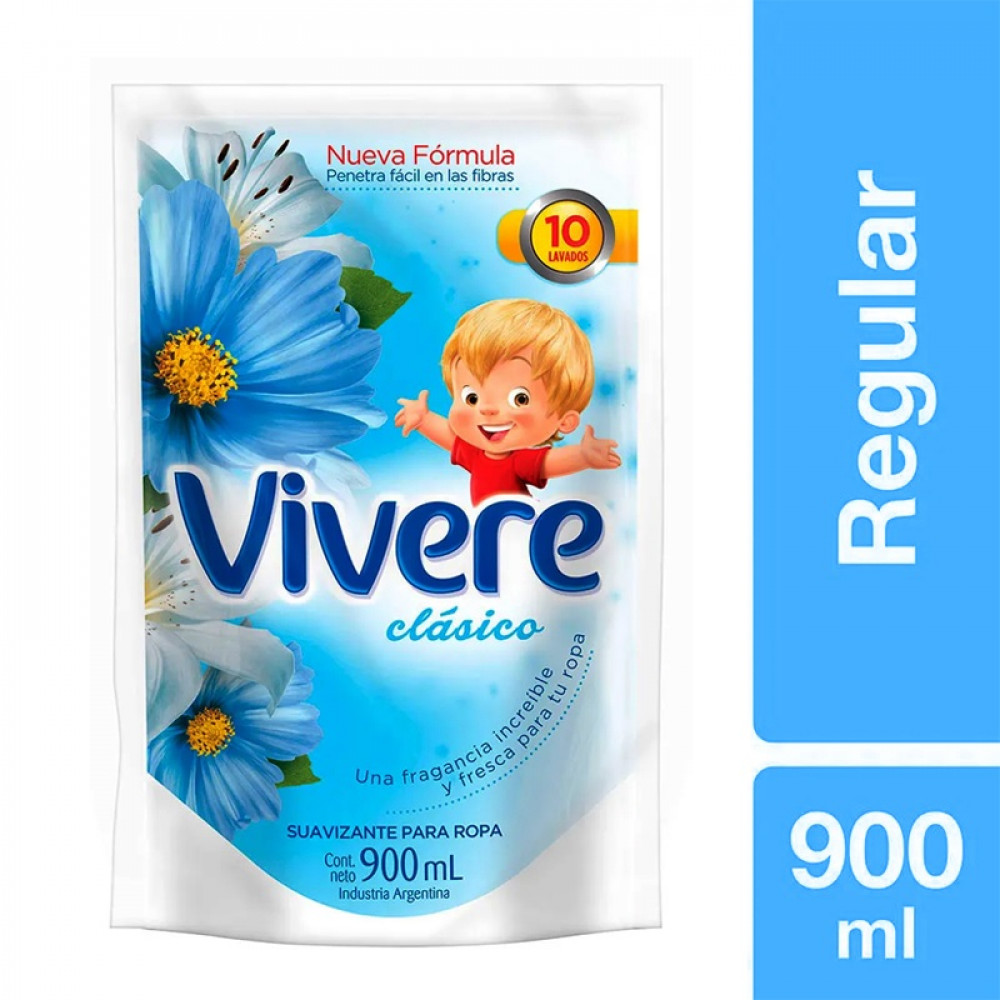 Nueva Fórmula
Penetra fácil en las fibras
10
LAVADOS
Vivere
clásico
Una fragancia increíble
y fresca para tu ropa
SUAVIZANTE PARA ROPA
Cont.
neto 900 mL
Industria Argentina
Regular
900
ml